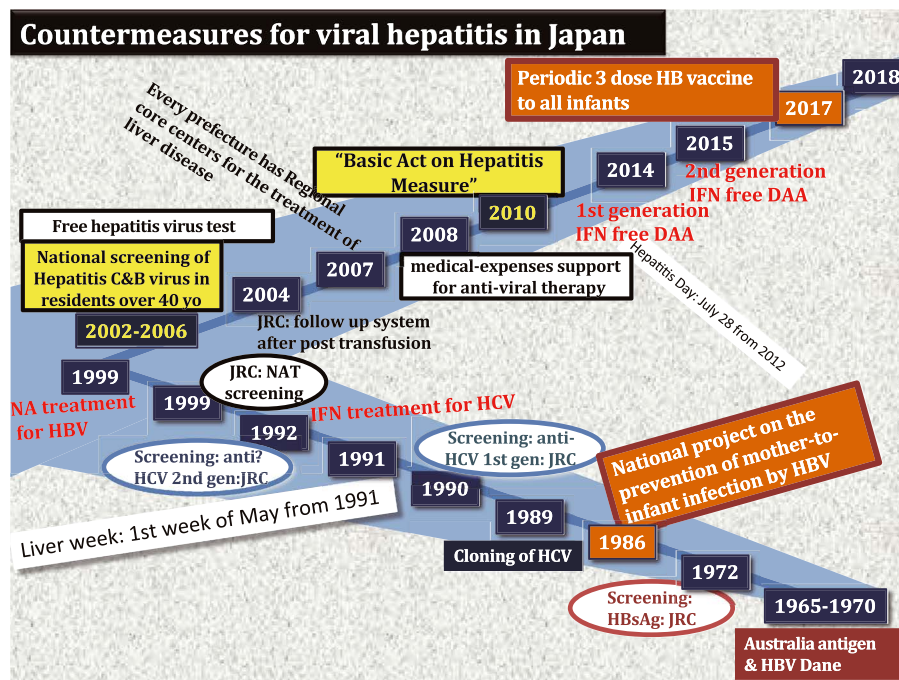 Countermeasures for viral hepatitis in Japan
2018
Periodic 3 dose HB vaccine
to all infants
2017
2015
2nd generation
IFN free DAA
2014
1st generation
IFN free DAA
Every prefecture has Regional
core centers for the treatment of
liver disease
“Basic Act on Hepatitis
Measure”
2010
2008
medical-expenses support
for anti-viral therapy
Hepatitis Day: July 28 from 2012
2007
Free hepatitis virus test
National screening of
Hepatitis C&B virus in
residents over 40 yo
2002-2006
2004
JRC: follow up system
after post transfusion
1999
NA treatment
for HBV
1999
JRC: NAT
screening
1992
IFN treatment for HCV
Screening: anti?
HCV 2nd gen:JRC
1991
Liver week: 1st week of May from 1991
Screening: anti-
HCV 1st gen: JRC
1990
1989
Cloning of HCV
National project on the
prevention of mother-to-
infant infection by HBV
1986
1972
Screening:
HBsAg: JRC
1965-1970
Australia antigen
& HBV Dane